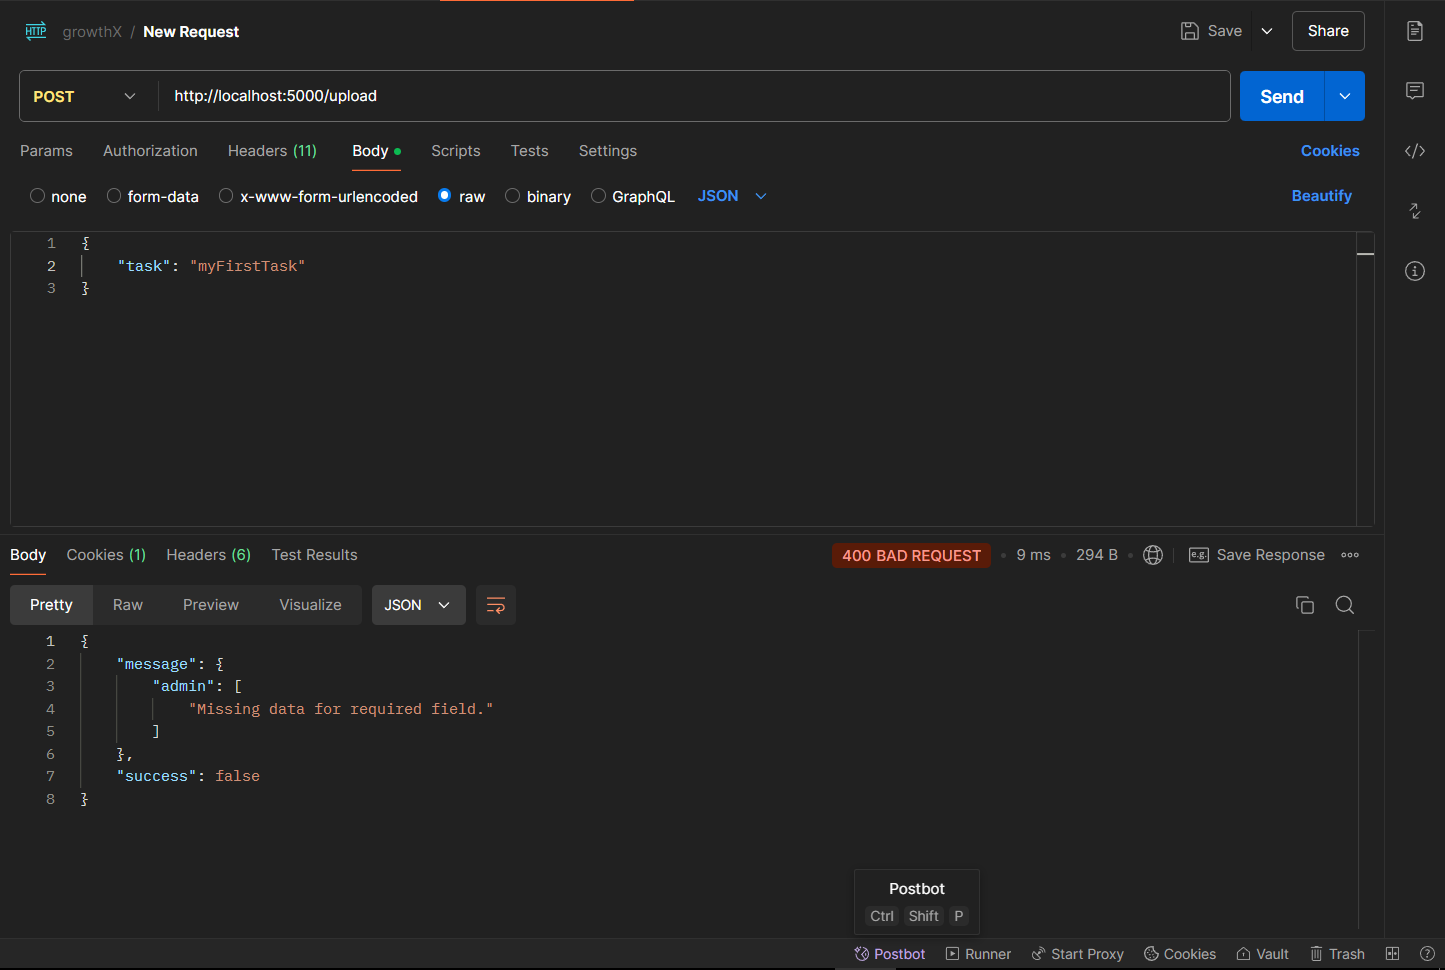 HTTP growthX / New Request Save Share
POST http://localhost:5000/upload Send
Params Authorization Headers (11) Body Scripts Tests Settings Cookies
none form-data x-www-form-urlencoded raw binary GraphQL JSON Beautify
1 {
2 "task": "myFirstTask"
3 }
Body Cookies (1) Headers (6) Test Results 400 BAD REQUEST 9 ms 294 B e.g. Save Response
Pretty Raw Preview Visualize JSON
1 {
2 "message": {
3 "admin": [
4 "Missing data for required field."
5 ]
6 },
7 "success": false
8 }
Postbot
Ctrl Shift P
Postbot Runner Start Proxy Cookies Vault Trash